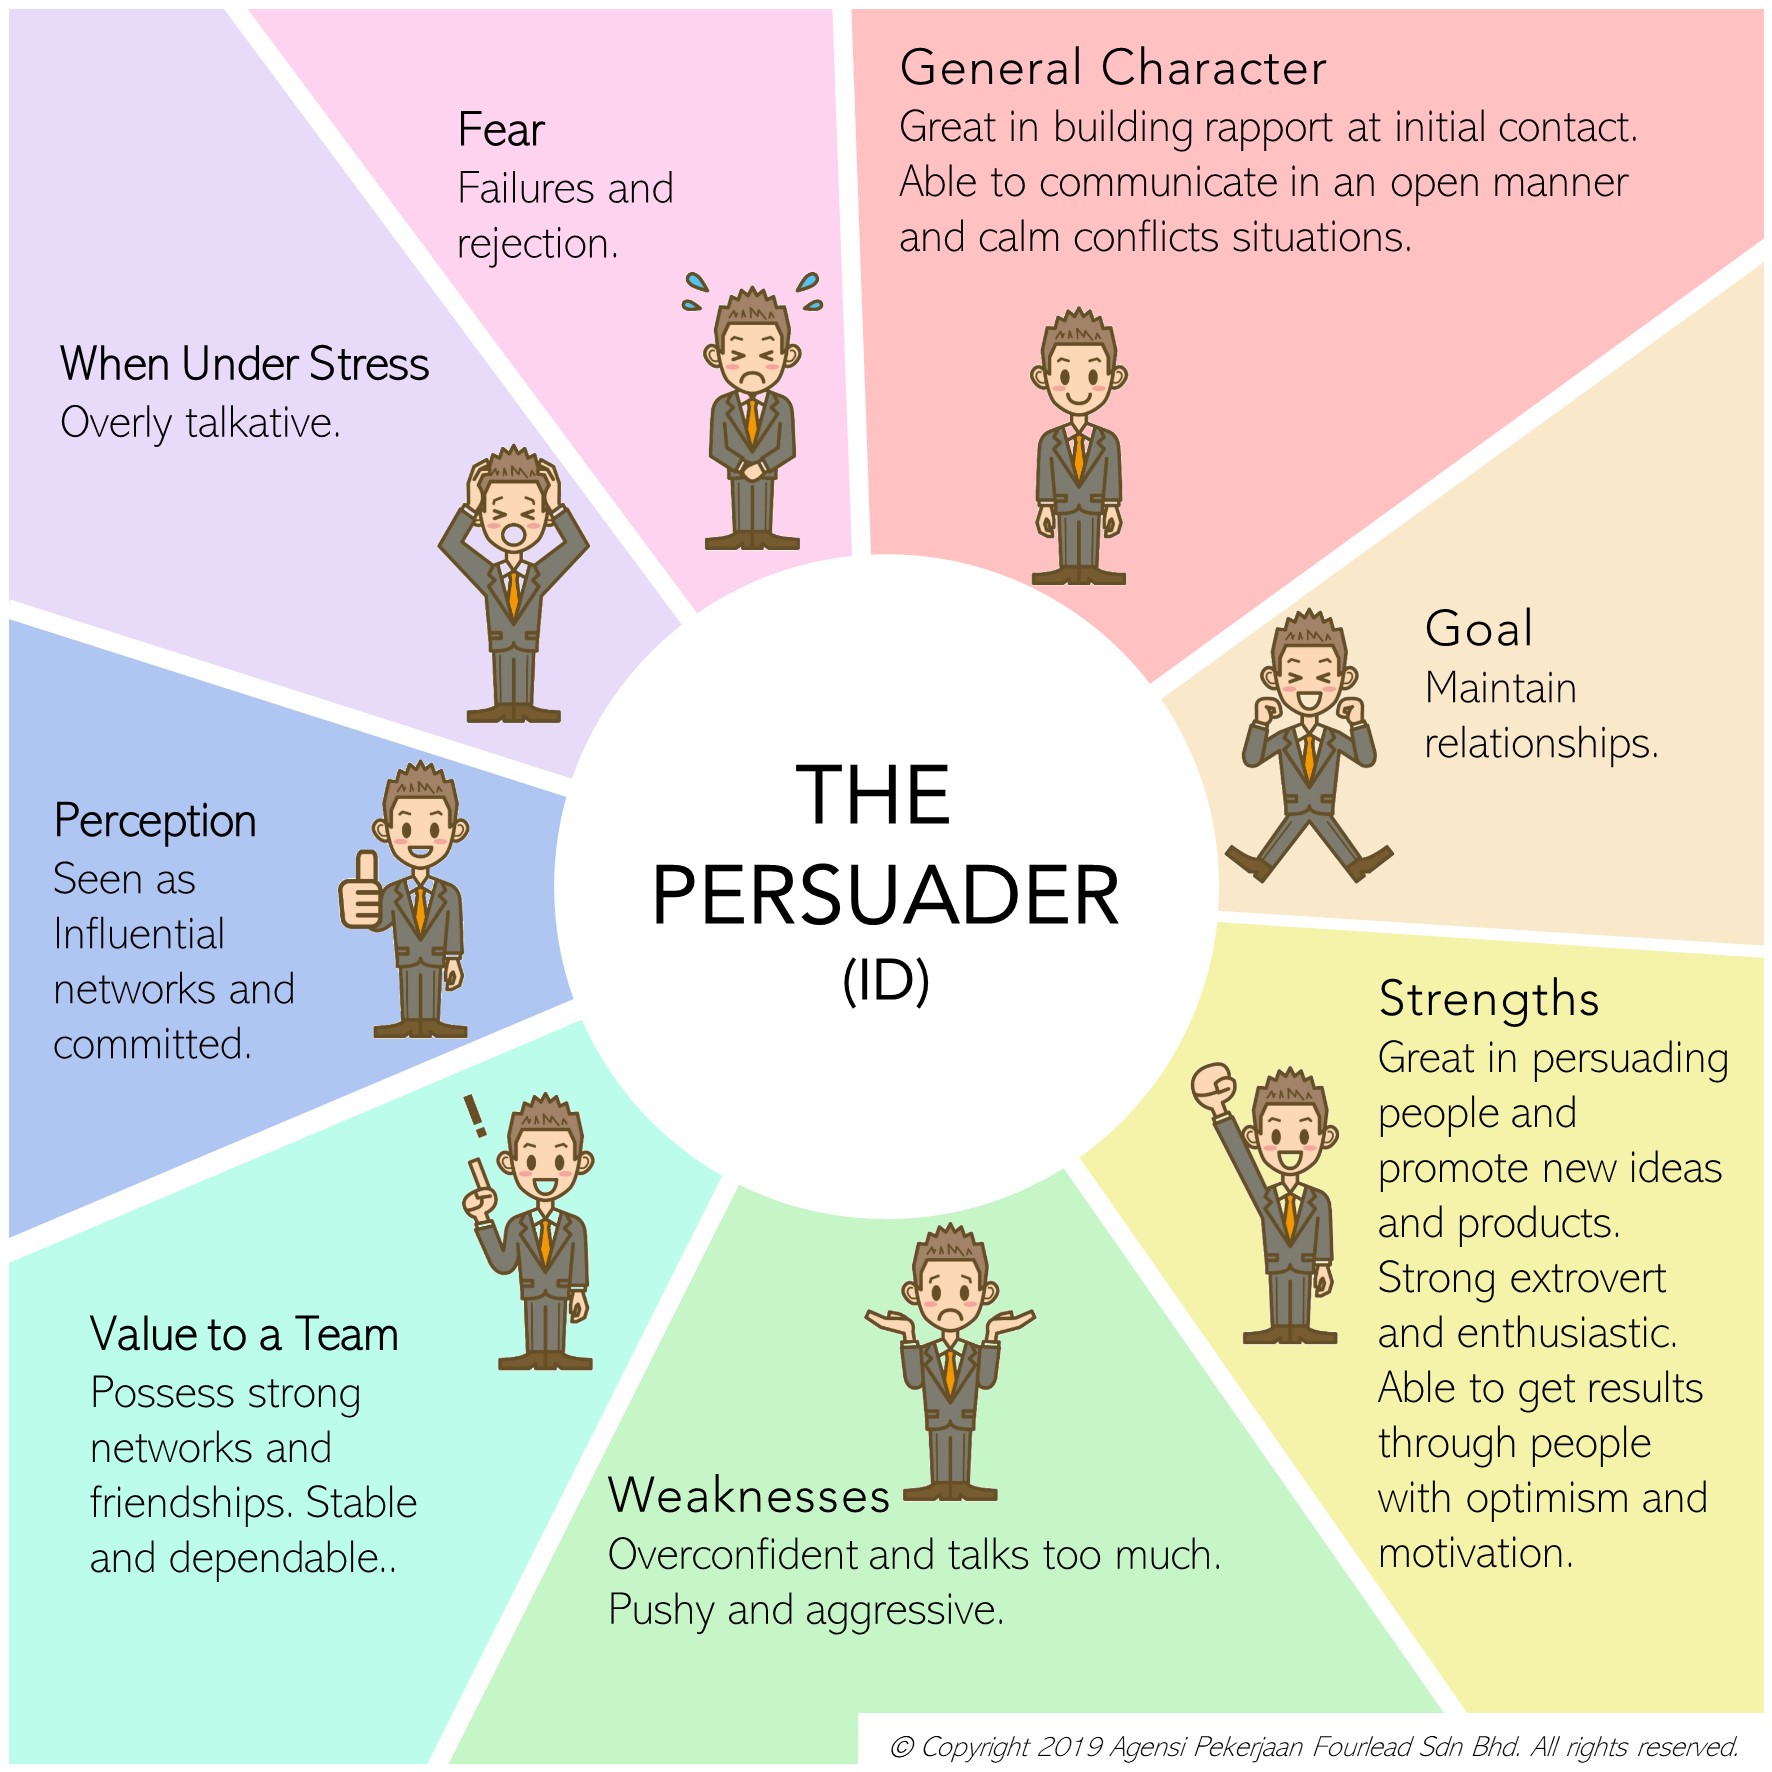 General Character
Great in building rapport at initial contact.
Able to communicate in an open manner
and calm conflicts situations.
Goal
Maintain
relationships.
Strengths
Great in persuading
people and
promote new ideas
and products.
Strong extrovert
and enthusiastic.
Able to get results
through people
with optimism and
motivation.
Weaknesses
Overconfident and talks too much.
Pushy and aggressive.
Value to a Team
Possess strong
networks and
friendships. Stable
and dependable..
!
Perception
Seen as
Influential
networks and
committed.
When Under Stress
Overly talkative.
Fear
Failures and
rejection.
THE
PERSUADER
(ID)
© Copyright 2019 Agensi Pekerjaan Fourlead Sdn Bhd. All rights reserved.